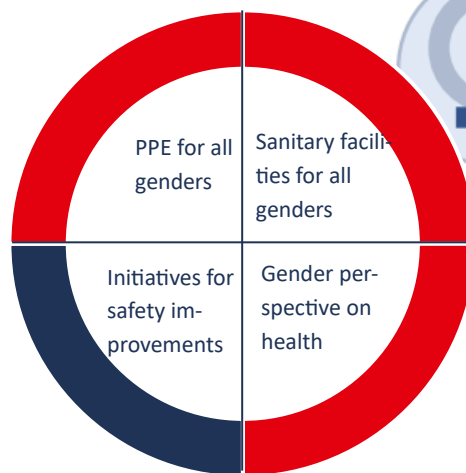 PPE for all
genders
Sanitary facili-
ties for all
genders
Initiatives for
safety im-
provements
Gender per-
spective on
health